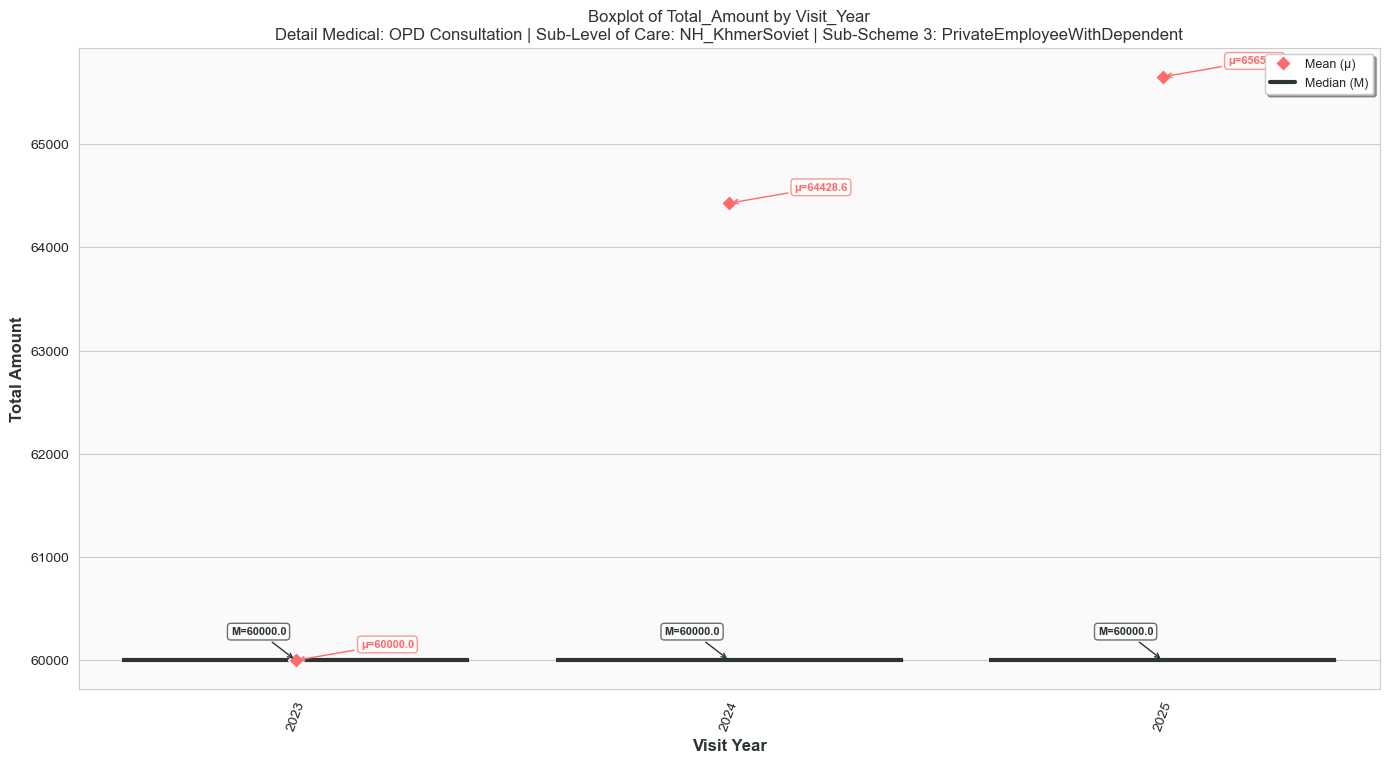 Boxplot of Total_Amount by Visit_Year
Detail Medical: OPD Consultation | Sub-Level of Care: NH_KhmerSoviet | Sub-Scheme 3: PrivateEmployeeWithDependent
Mean (μ)
Median (M)
Total Amount
65000
64000
63000
62000
61000
60000
μ=64428.6
M=60000.0
μ=60000.0
M=60000.0
M=60000.0
2023
2024
2025
Visit Year